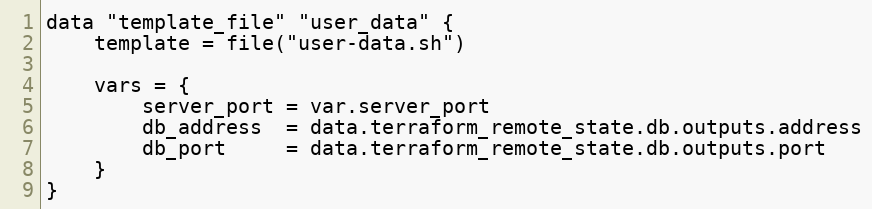 1 data "template_file" "user_data" {
2     template = file("user-data.sh")
3
4     vars = {
5         server_port = var.server_port
6         db_address  = data.terraform_remote_state.db.outputs.address
7         db_port     = data.terraform_remote_state.db.outputs.port
8     }
9 }